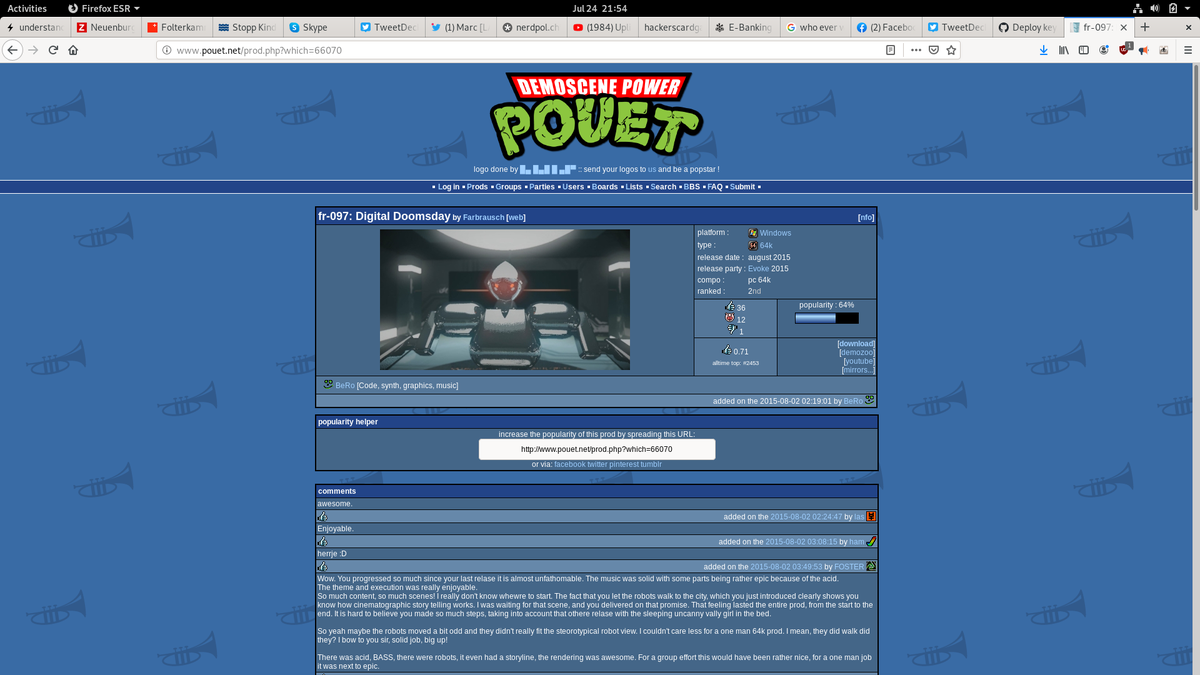 Activities
Firefox ESR
Jul 24 21:54
understand
Neuenbur
Folterkam
Stopp Kind
Skype
TweetDec
(1) Marc [L
nerdpol.ch
(1984) Upl
hackerscardg
E-Banking
who ever v
(2) Facebo
TweetDec
Deploy key
fr-097:
www.pouet.net/prod.php?which=66070
DEMOSCENE POWER
POUET
logo done by
:: send your logos to us and be a popstar !
Log in
Prods
Groups
Parties
Users
Boards
Lists
Search
BBS
FAQ
Submit
fr-097: Digital Doomsday by Farbrausch [web]
[nfo]
platform : Windows
type : 64k
release date : august 2015
release party : Evoke 2015
compo : pc 64k
ranked : 2nd
36
12
1
popularity : 64%
0.71
alltime top: #2453
[download]
[demozoo]
[youtube]
[mirrors...]
BeRo [Code, synth, graphics, music]
added on the 2015-08-02 02:19:01 by BeRo
popularity helper
increase the popularity of this prod by spreading this URL:
http://www.pouet.net/prod.php?which=66070
or via: facebook twitter pinterest tumblr
comments
awesome.
added on the 2015-08-02 02:24:47 by las
Enjoyable.
added on the 2015-08-02 03:08:15 by ham
herrje :D
added on the 2015-08-02 03:49:53 by FOSTER
Wow. You progressed so much since your last relase it is almost unfathomable. The music was solid with some parts being rather epic because of the acid.
The theme and execution was really enjoyable.
So much content, so much scenes! I really don't know whewre to start. The fact that you let the robots walk to the city, which you just introduced clearly shows you
know how cinematographic story telling works. I was waiting for that scene, and you delivered on that promise. That feeling lasted the entire prod, from the start to the
end. It is hard to believe you made so much steps, taking into account that othere relase with the sleeping uncanny vally girl in the bed.
So yeah maybe the robots moved a bit odd and they didn't really fit the steorotypical robot view. I couldn't care less for a one man 64k prod. I mean, they did walk did
they? I bow to you sir, solid job, big up!
There was acid, BASS, there were robots, it even had a storyline, the rendering was awesome. For a group effort this would have been rather nice, for a one man job
it was next to epic.